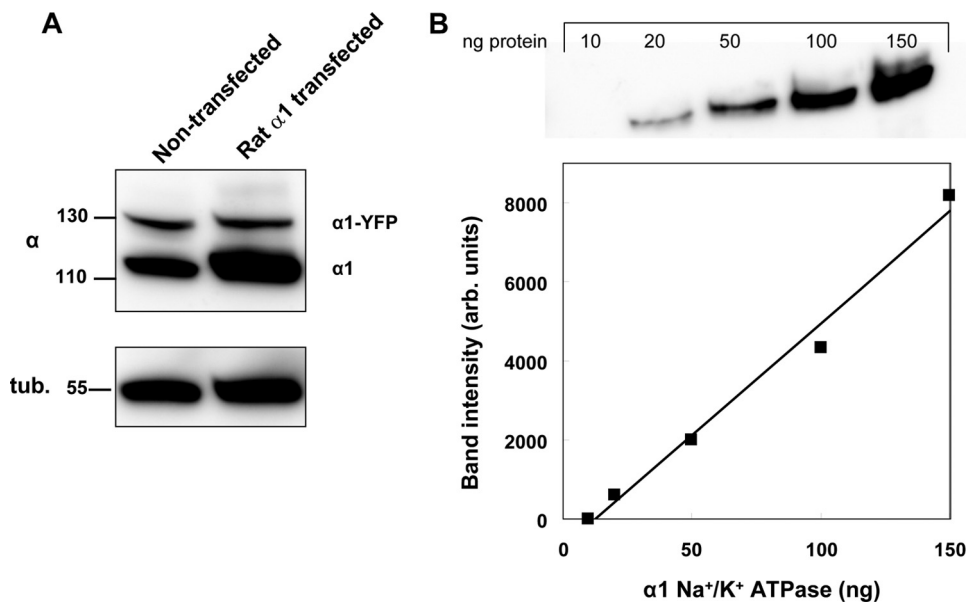 A
Non-transfected
Rat α1 transfected
α
130
110
α1-YFP
α1
tub.
55
B
ng protein 10 20 50 100 150
Band intensity (arb. units)
8000
6000
4000
2000
0
0 50 100 150
α1 Na⁺/K⁺ ATPase (ng)